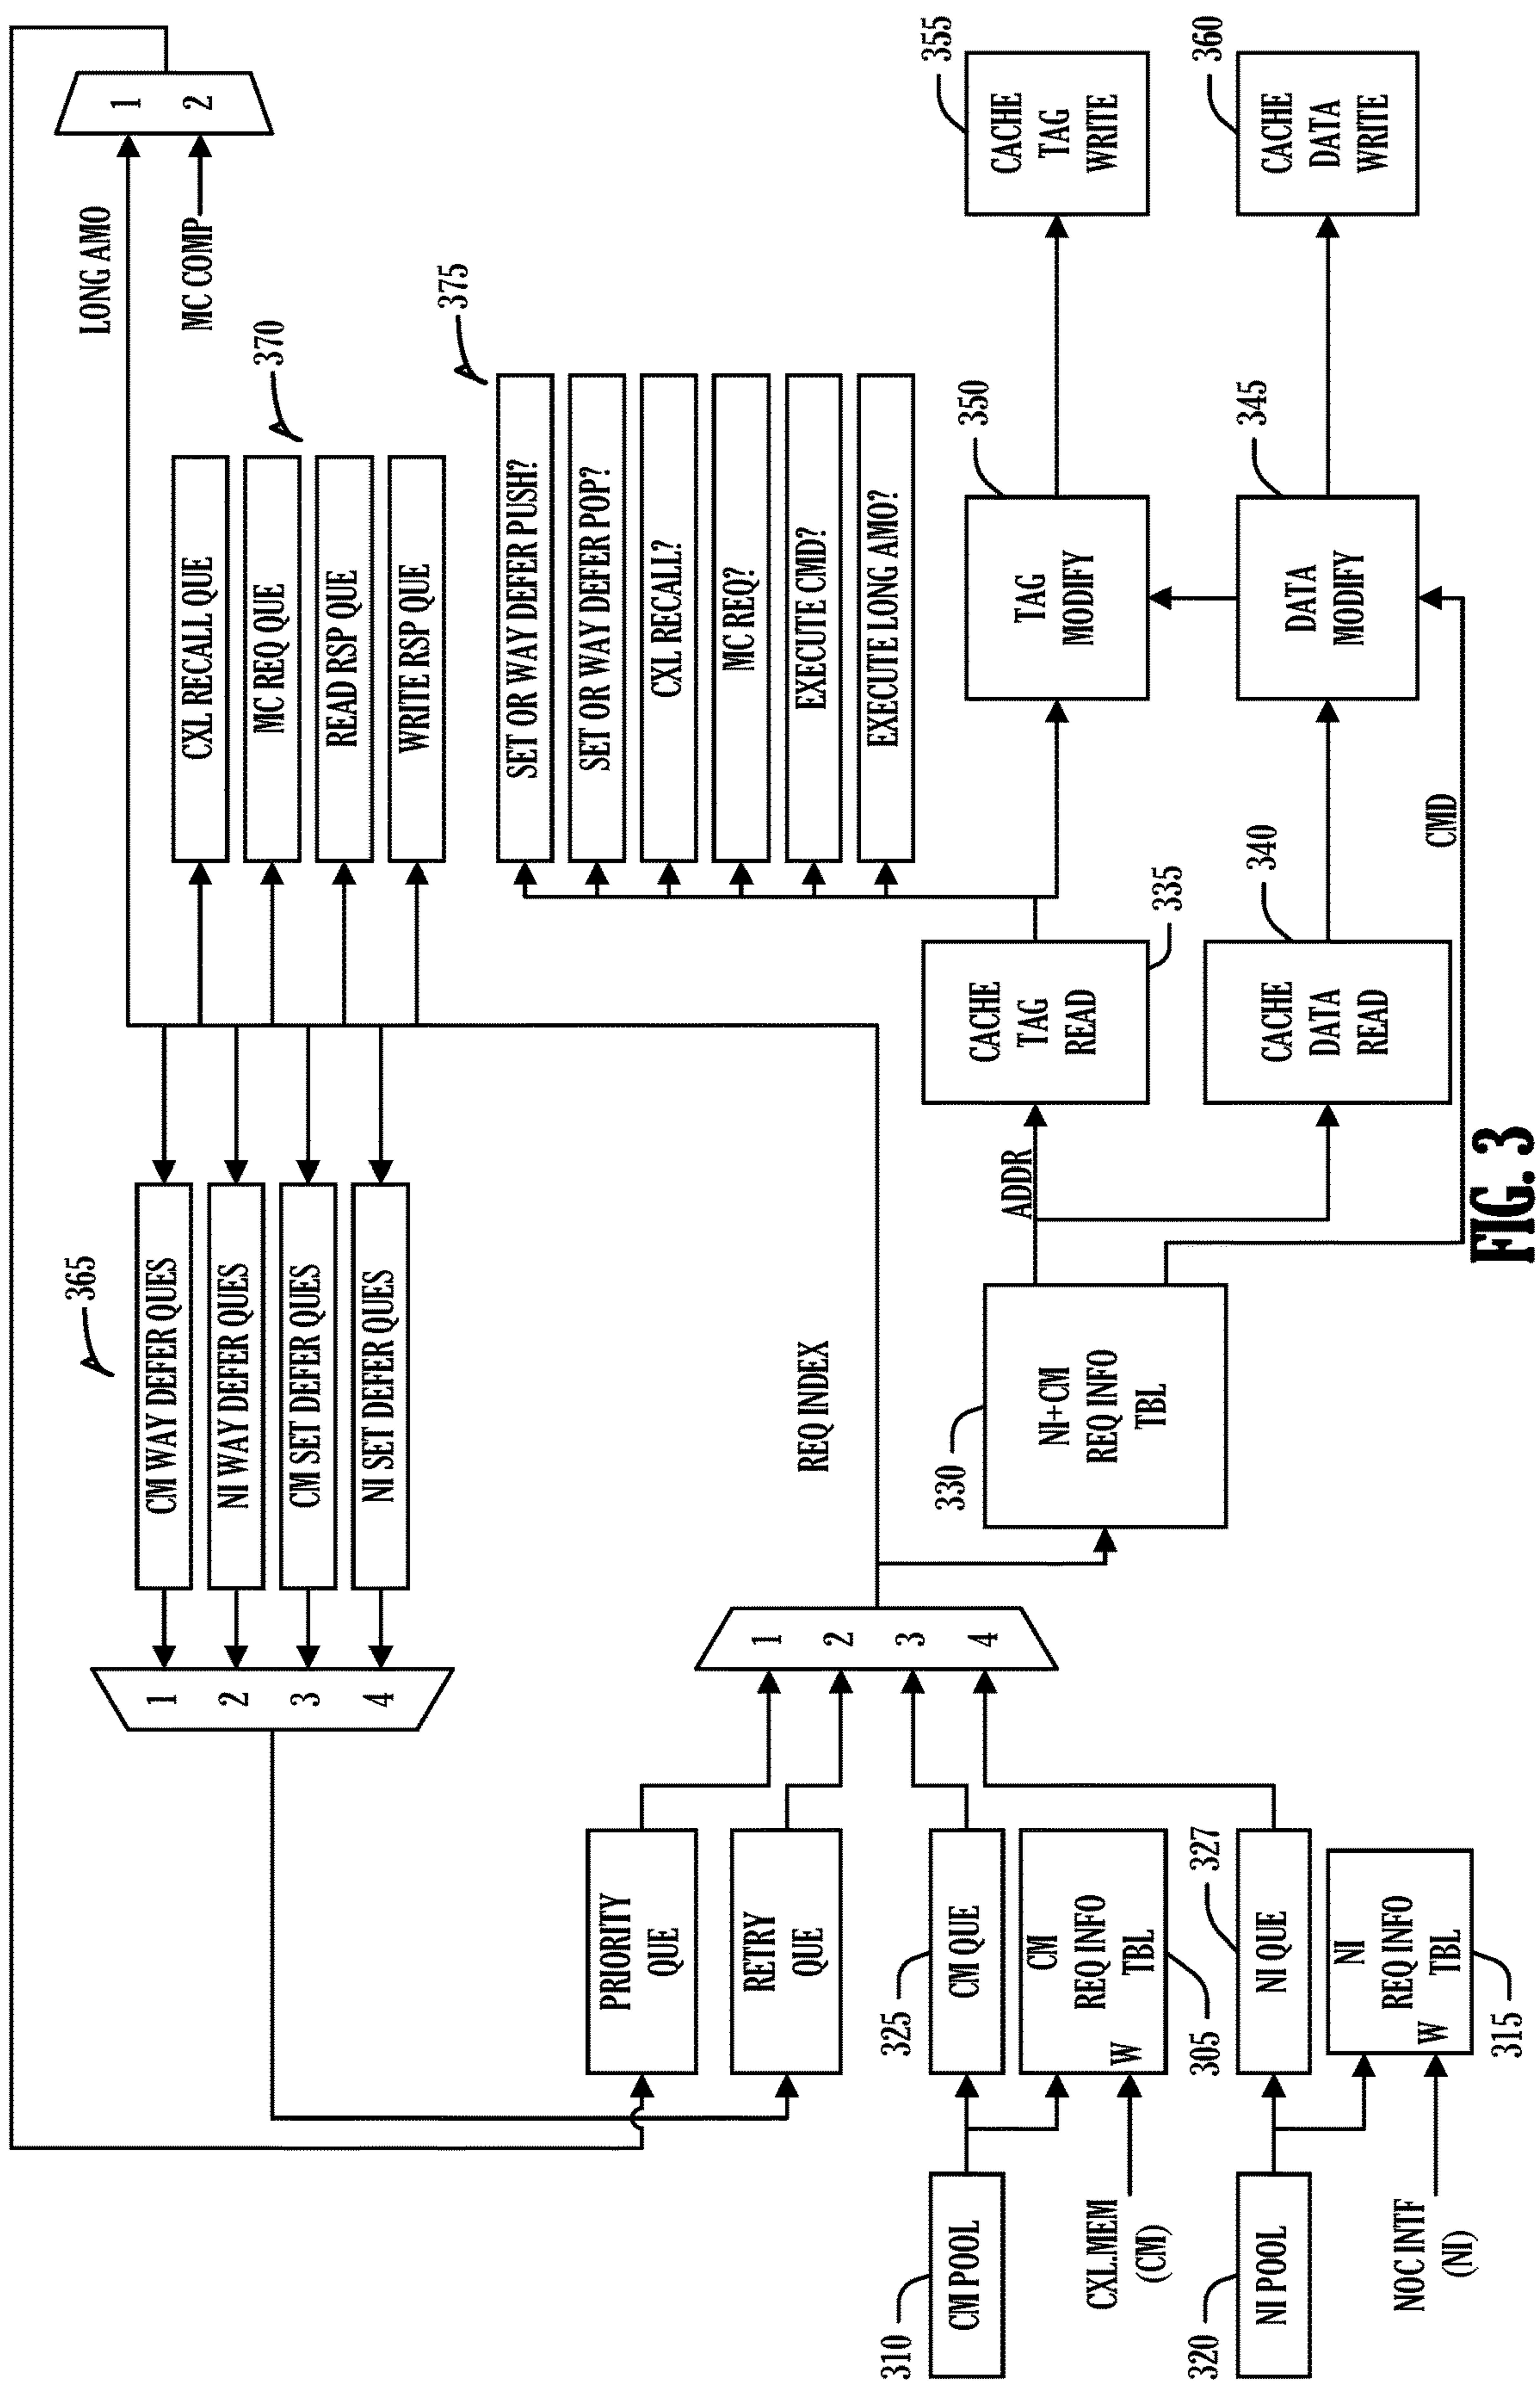 LONG AMO
MC COMP
1
2
365
CM WAY DEFER QUES
NI WAY DEFER QUES
CM SET DEFER QUES
NI SET DEFER QUES
1
2
3
4
370
CXL RECALL QUE
MC REQ QUE
READ RSP QUE
WRITE RSP QUE
375
SET OR WAY DEFER PUSH?
SET OR WAY DEFER POP?
CXL RECALL?
MC REQ?
EXECUTE CMD?
EXECUTE LONG AMO?
PRIORITY
QUE
RETRY
QUE
1
2
3
4
REQ INDEX
310
CM POOL
325
CM QUE
CM
REQ INFO
TBL
W
305
CXL.MEM
(CM)
320
NI POOL
327
NI QUE
NI
REQ INFO
TBL
W
315
NOC INTF
(NI)
330
NI+CM
REQ INFO
TBL
ADDR
CACHE
TAG
READ
335
340
CACHE
DATA
READ
CMD
350
TAG
MODIFY
345
DATA
MODIFY
355
CACHE
TAG
WRITE
360
CACHE
DATA
WRITE
FIG. 3